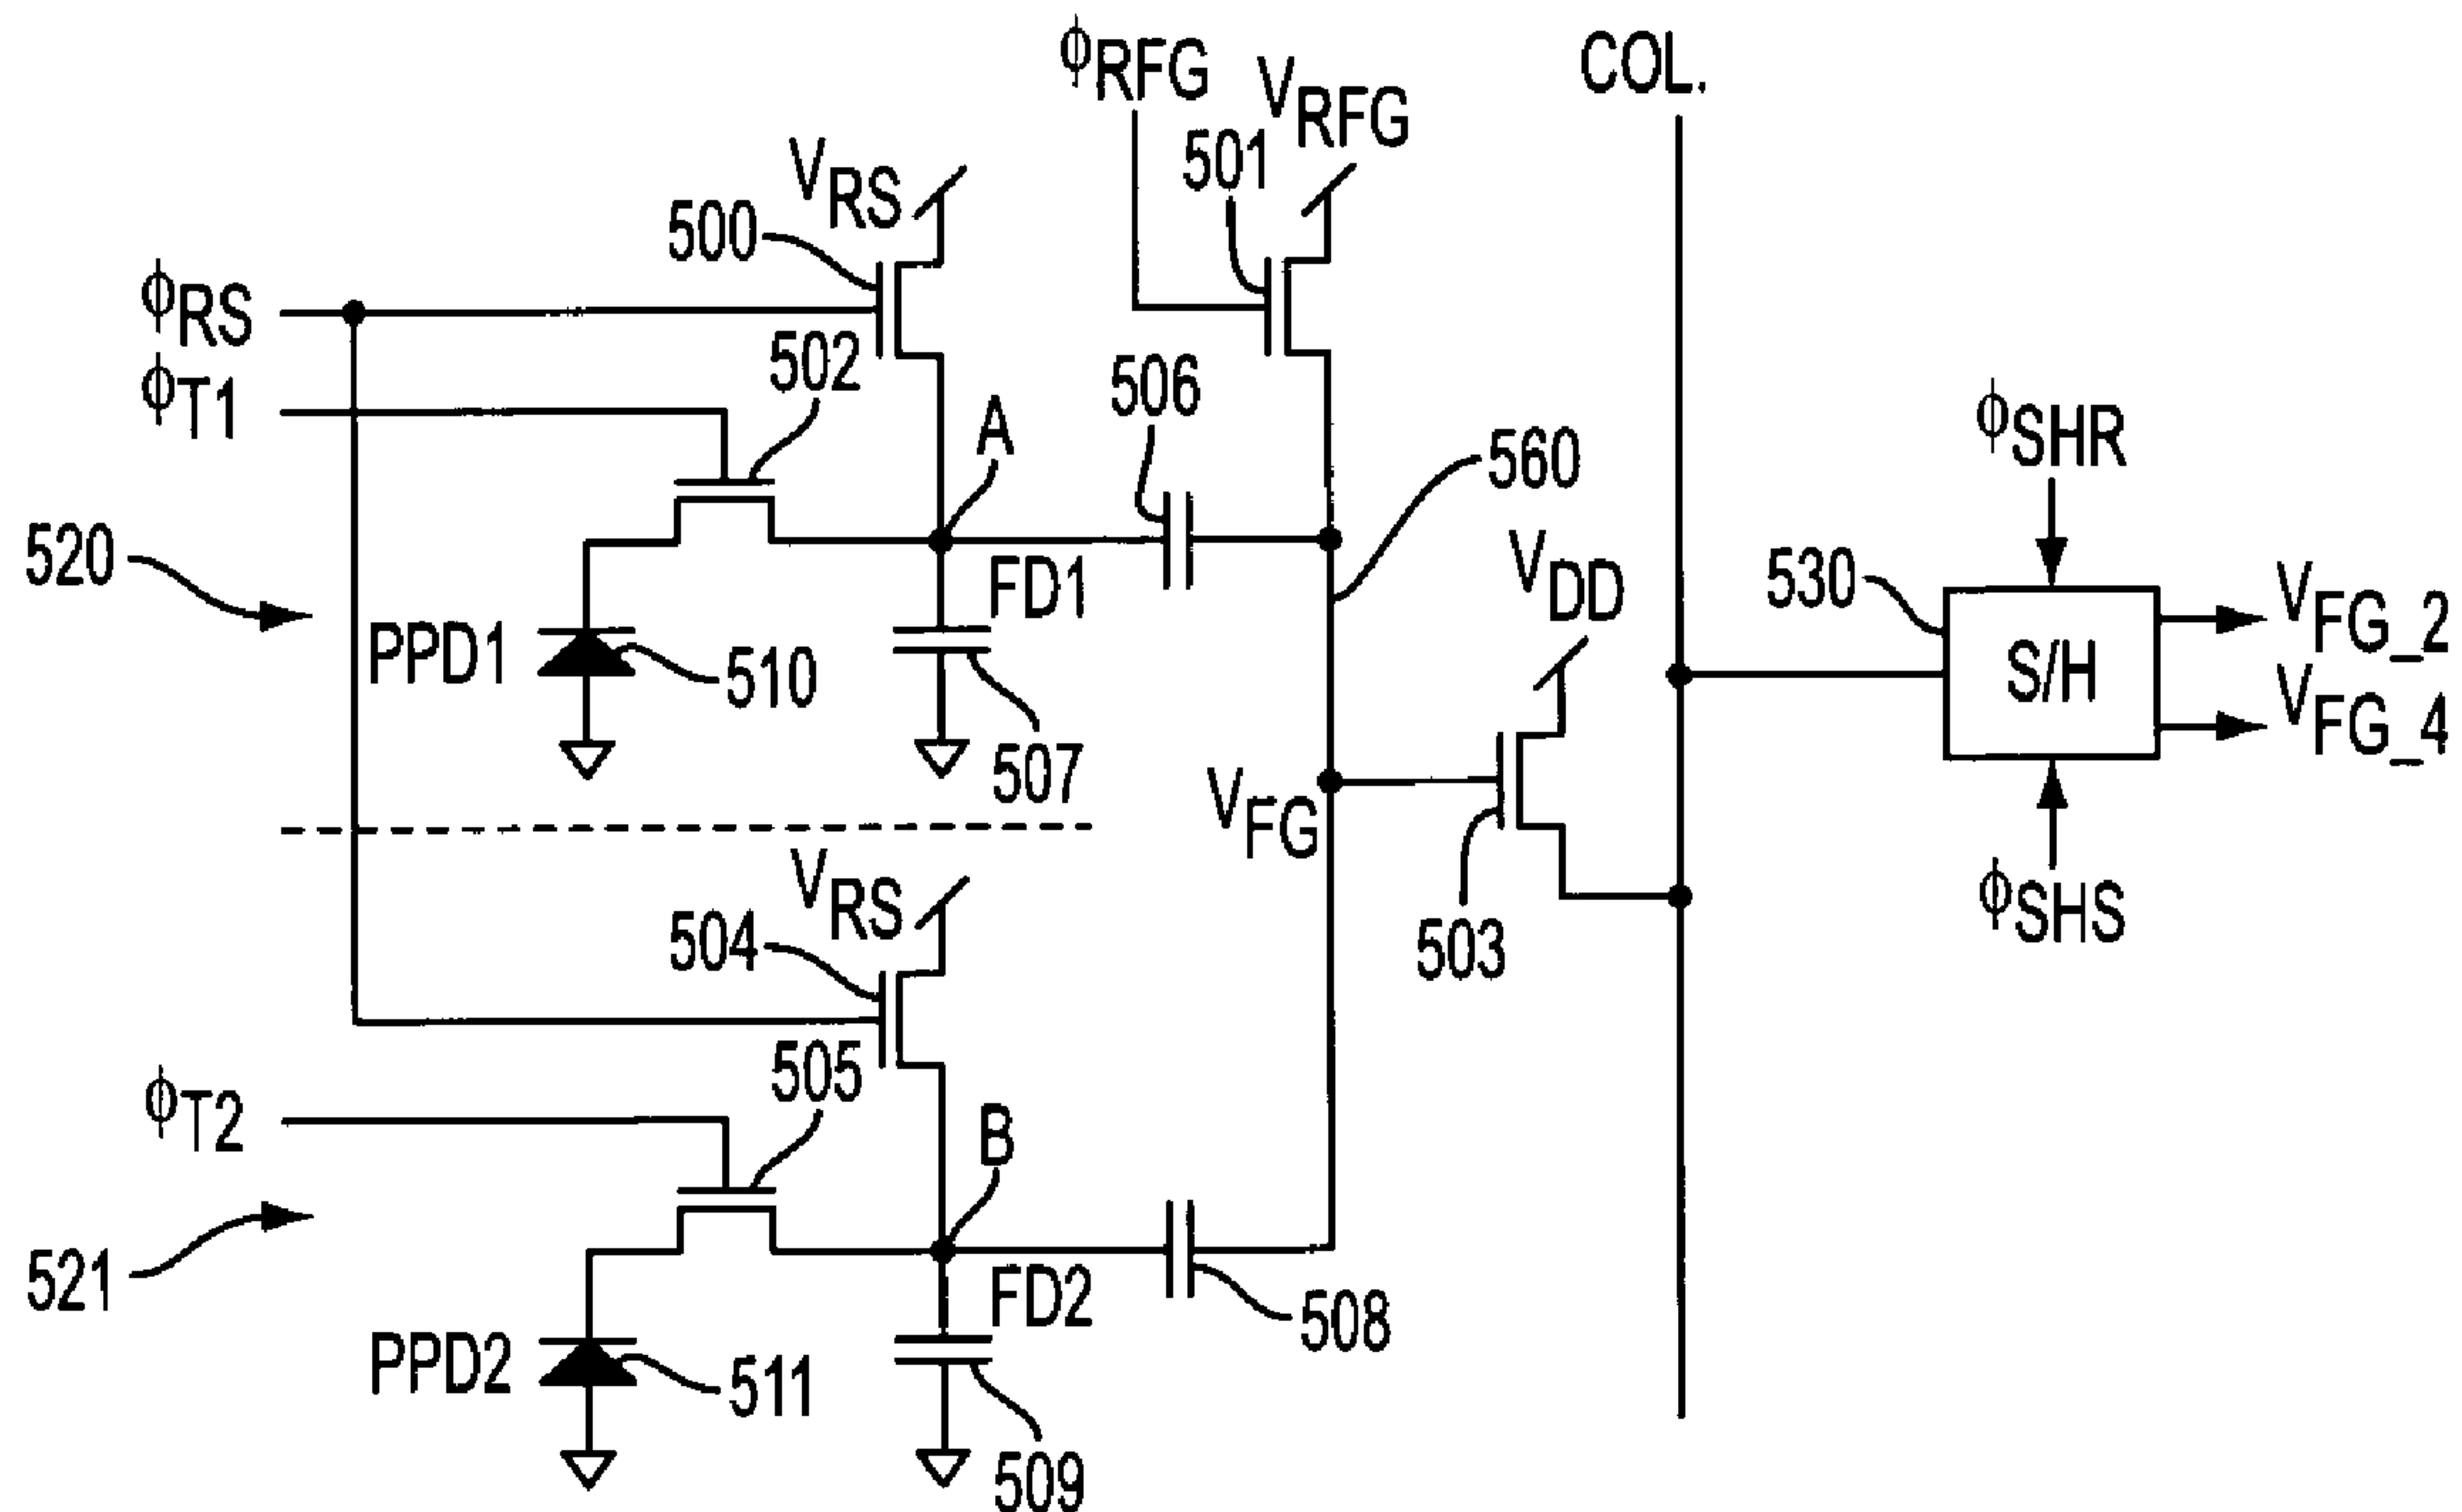 ϕRFG
VRFG
COL.
501
VRS
500
ϕRS
502
ϕT1
506
A
560
ϕSHR
520
FD1
VDD
530
PPD1
510
S/H
VFG_2
VFG_4
507
VFG
VRS
504
503
ϕSHS
505
ϕT2
B
521
FD2
508
PPD2
511
509